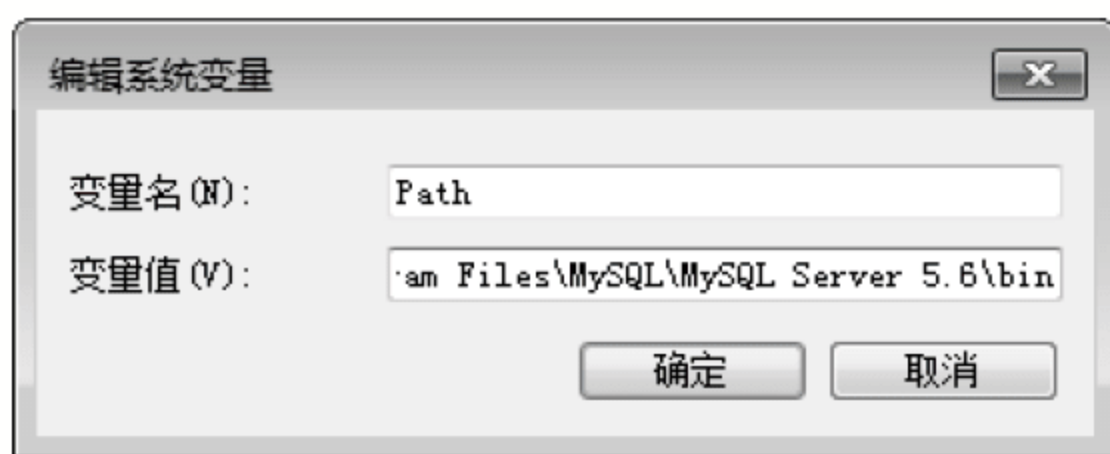 编辑系统变量
变量名(N):
Path
变量值(V):
am Files\MySQL\MySQL Server 5.6\bin
确定
取消